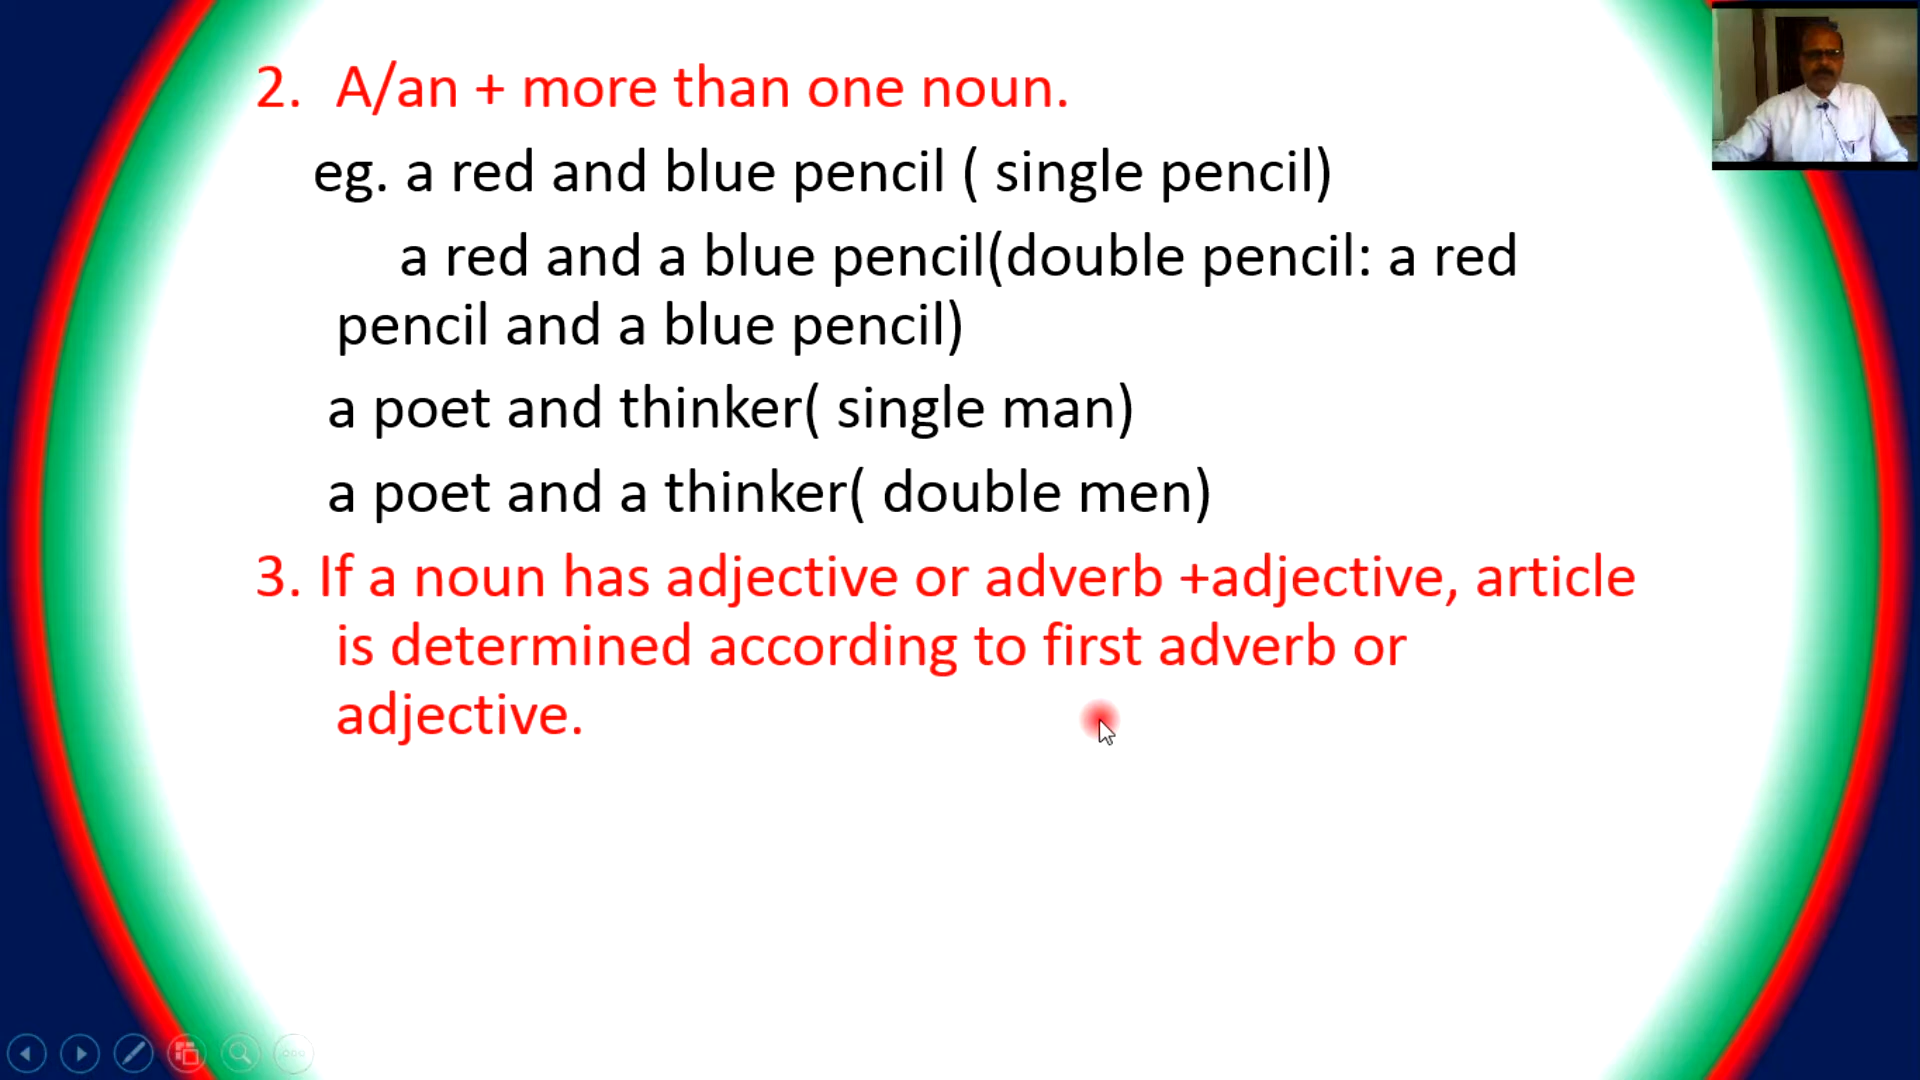 2. A/an + more than one noun.
eg. a red and blue pencil ( single pencil)
a red and a blue pencil(double pencil: a red
pencil and a blue pencil)
a poet and thinker( single man)
a poet and a thinker( double men)
3. If a noun has adjective or adverb +adjective, article
is determined according to first adverb or
adjective.